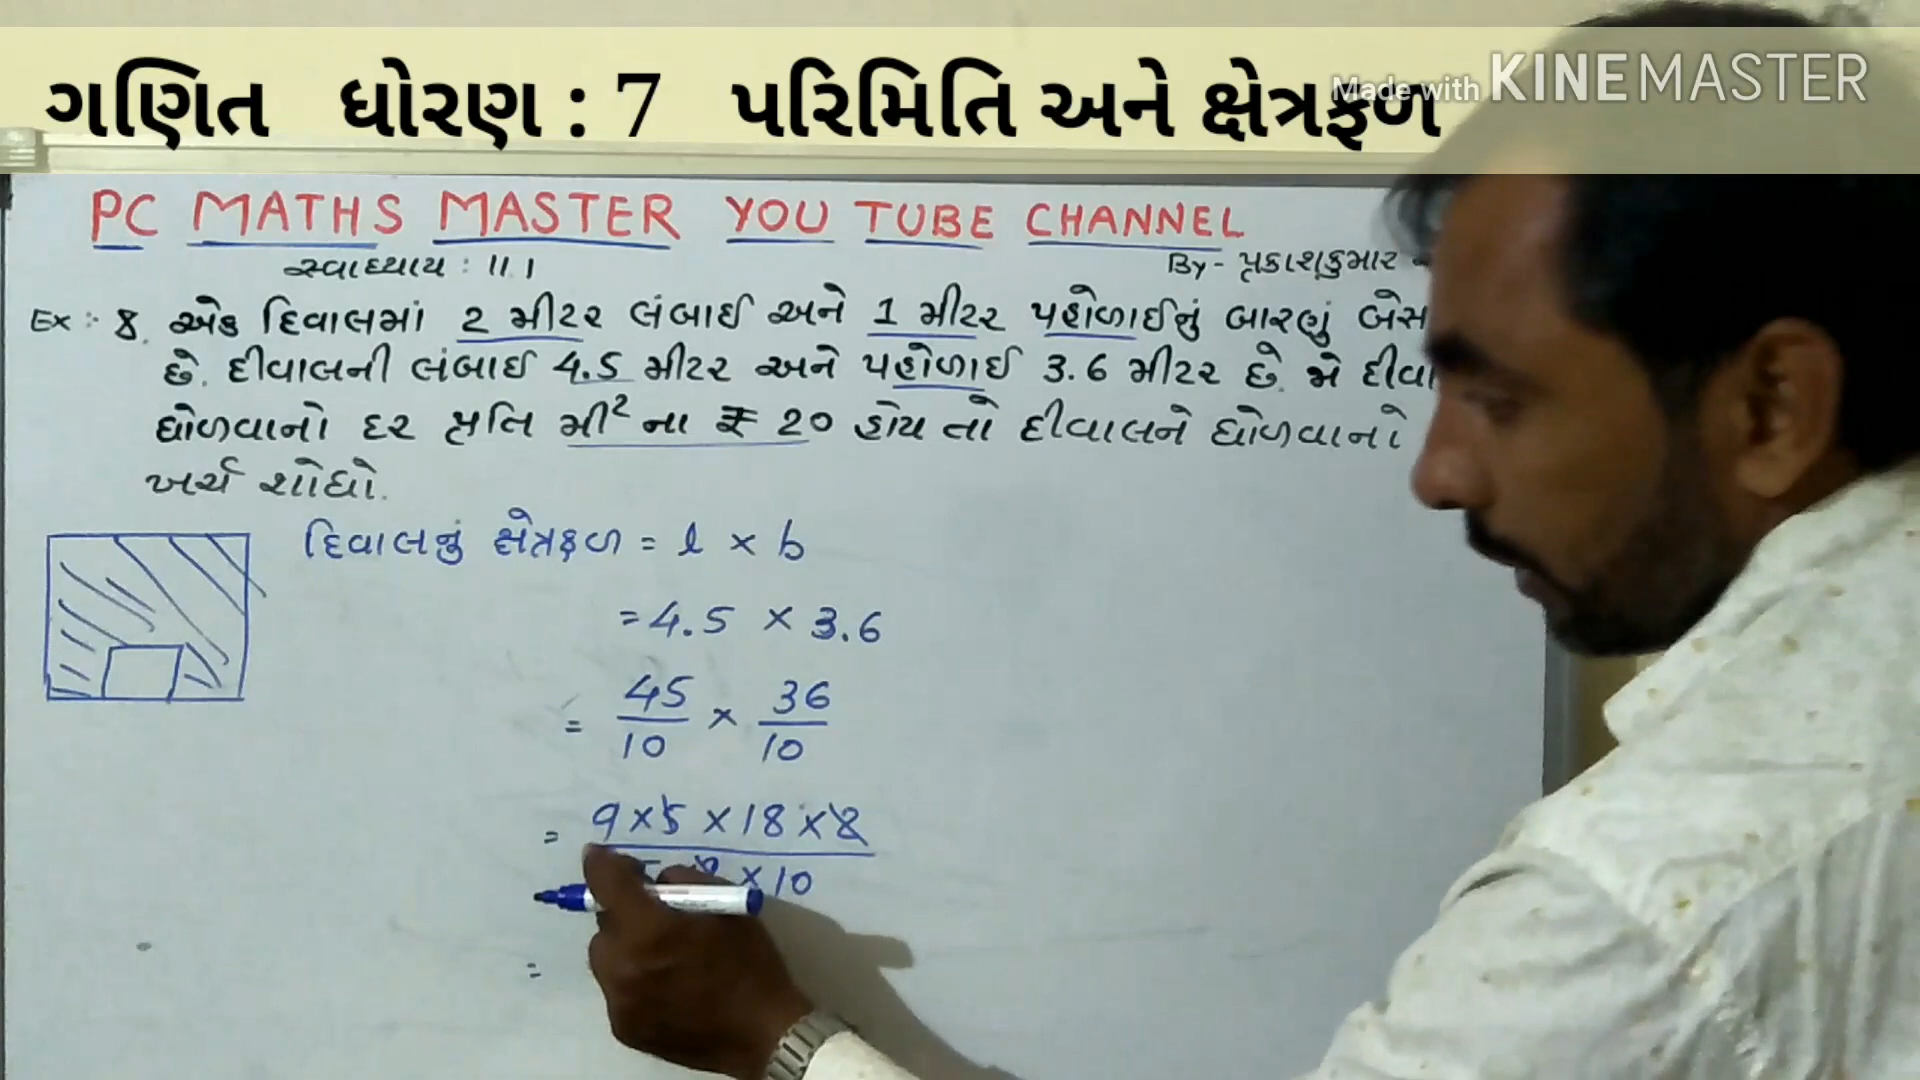 ગણિત ધોરણ : 7 પરિમિતિ અને ક્ષેત્રફળ
Made with KINEMASTER
PC MATHS MASTER YOU TUBE CHANNEL
સ્વાધ્યાય : 11.1
By - પ્રકાશકુમાર
Ex :- 8. એક દિવાલમાં 2 મીટર લંબાઈ અને 1 મીટર પહોળાઈનું બારણું બેસ
છે. દીવાલની લંબાઈ 4.5 મીટર અને પહોળાઈ 3.6 મીટર છે. જો દીવા
ધોળવાનો દર પ્રતિ મી² ના ₹ 20 હોય તો દીવાલને ધોળવાનો
ખર્ચ શોધો.
દિવાલનું ક્ષેત્રફળ = l × b
= 4.5 × 3.6
= 45/10 × 36/10
= 9 × 5 × 18 × 2
5 2 × 10
=